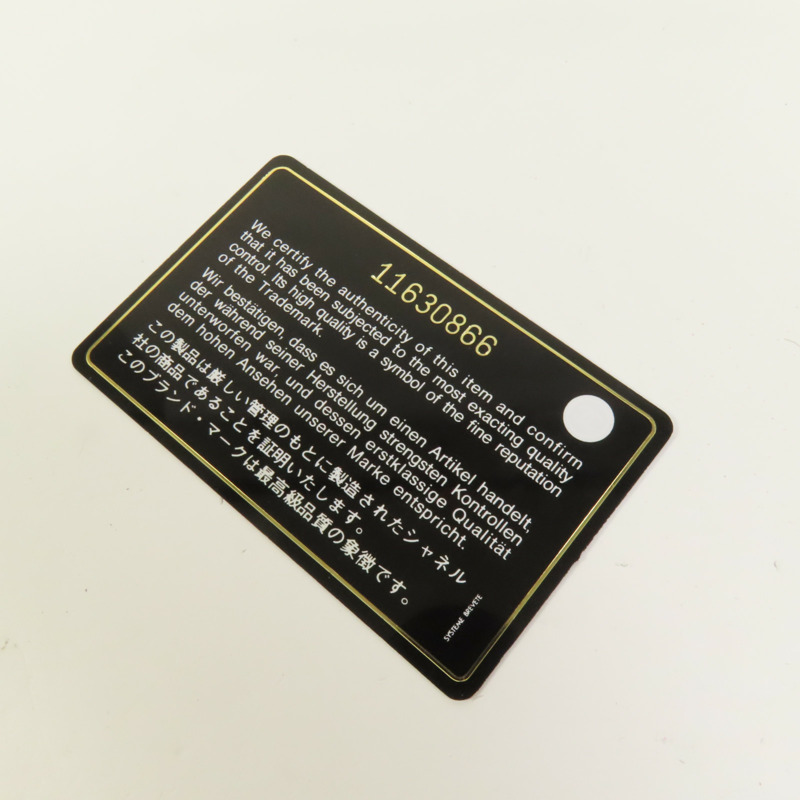 11630866
We certify the authenticity of this item and confirm
that it has been subjected to the most exacting quality
control. Its high quality is a symbol of the fine reputation
of the Trademark.
Wir bestätigen, dass es sich um einen Artikel handelt,
der während seiner Herstellung strengsten Kontrollen
unterworfen war, und dessen erstklassige Qualität
dem hohen Ansehen unserer Marke entspricht.
この製品は厳しい管理のもとに製造されたシャネル
社の商品であることを証明いたします。
このブランド・マークは最高級品質の象徴です。
SYSTEME BREVETE